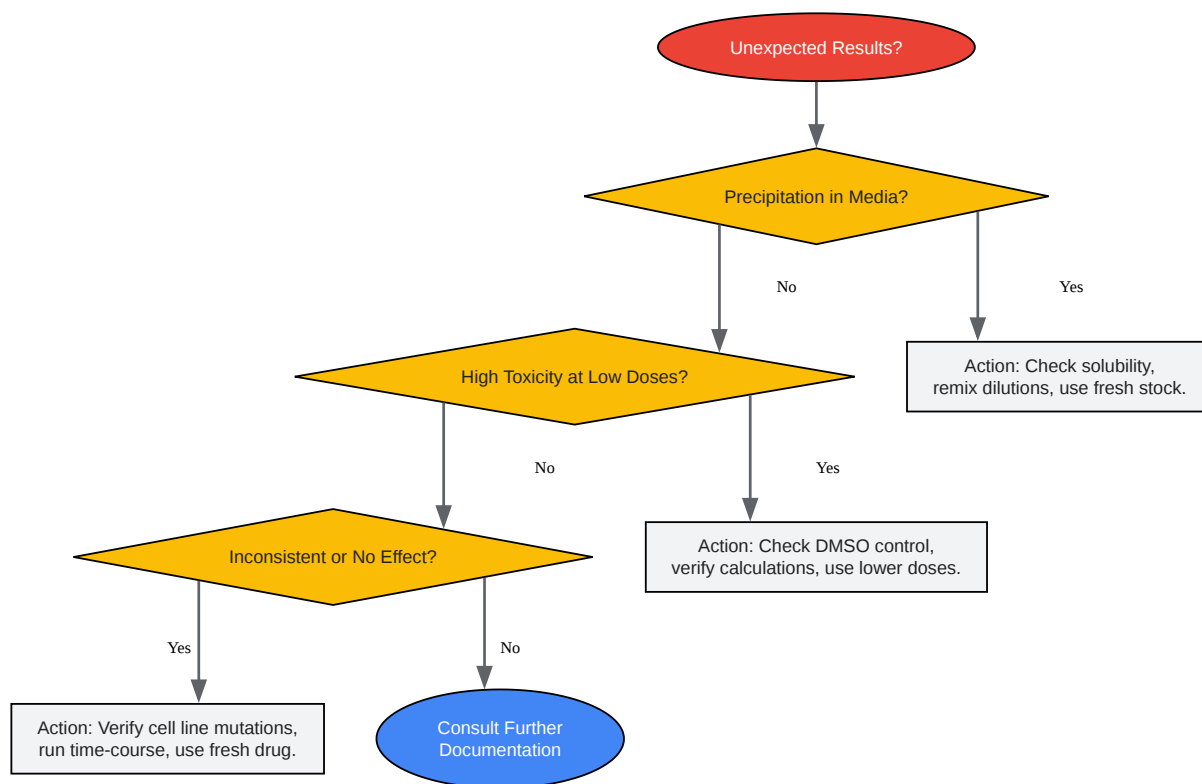 Unexpected Results?
Precipitation in Media?
No
Yes
Action: Check solubility,
remix dilutions, use fresh stock.
High Toxicity at Low Doses?
No
Yes
Action: Check DMSO control,
verify calculations, use lower doses.
Inconsistent or No Effect?
Yes
No
Action: Verify cell line mutations,
run time-course, use fresh drug.
Consult Further
Documentation